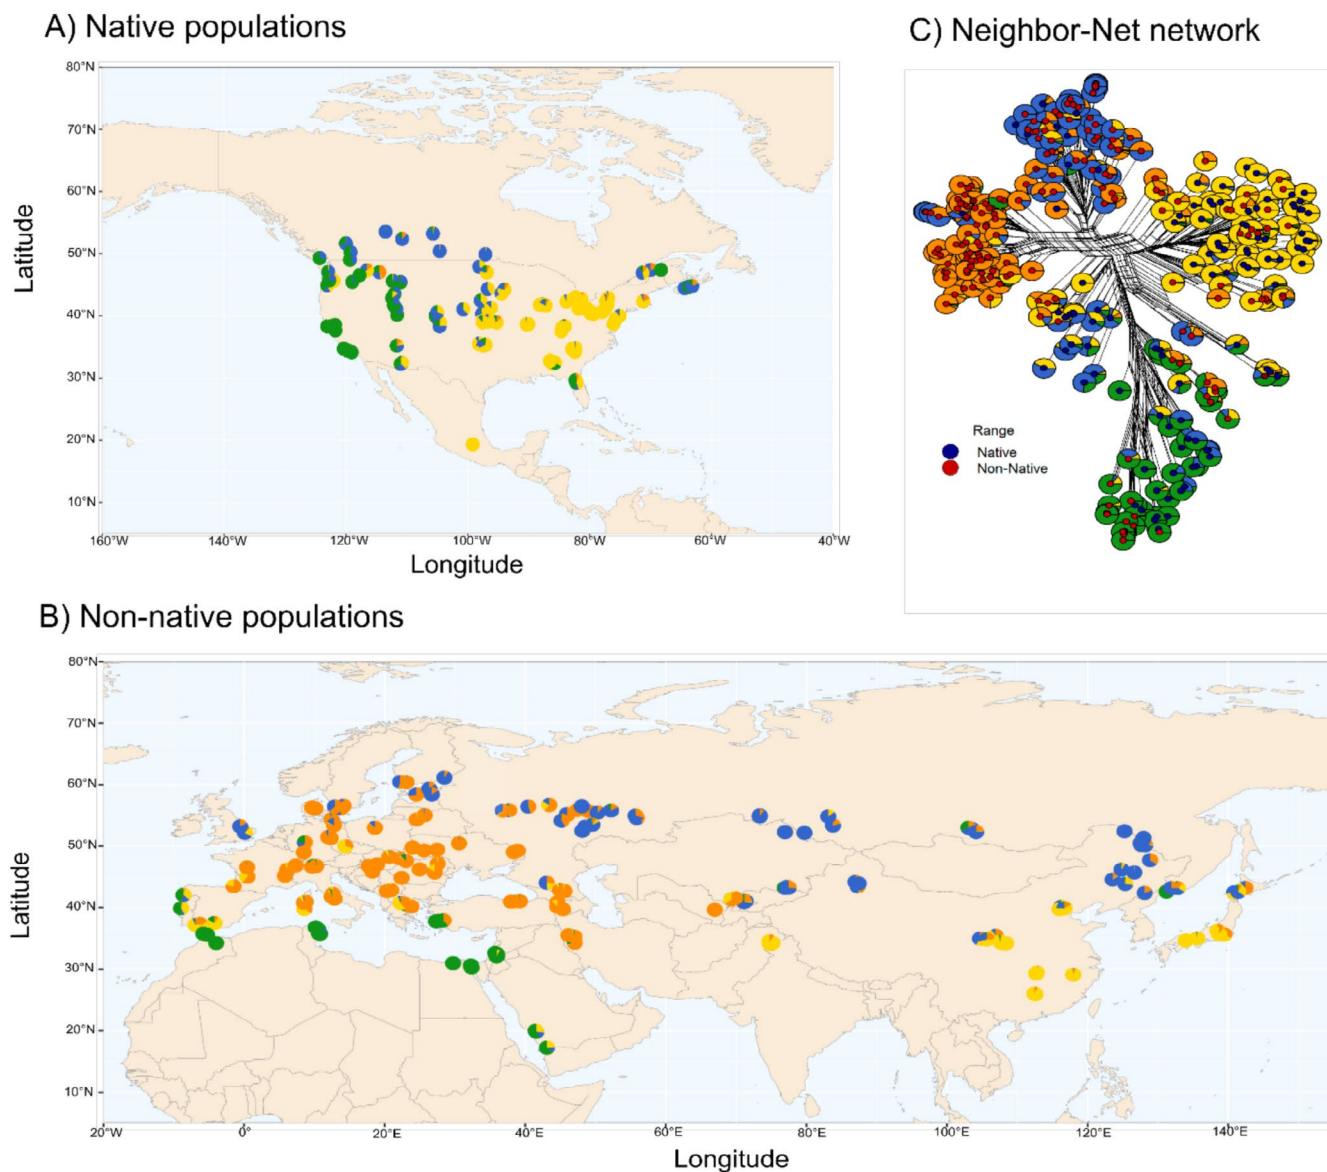 A) Native populations
C) Neighbor-Net network
80°N
70°N
60°N
50°N
40°N
30°N
20°N
10°N
Latitude
160°W
140°W
120°W
100°W
80°W
60°W
40°W
Longitude
Range
Native
Non-Native
B) Non-native populations
80°N
70°N
60°N
50°N
40°N
30°N
20°N
10°N
Latitude
20°W
0°
20°E
40°E
60°E
80°E
100°E
120°E
140°E
Longitude